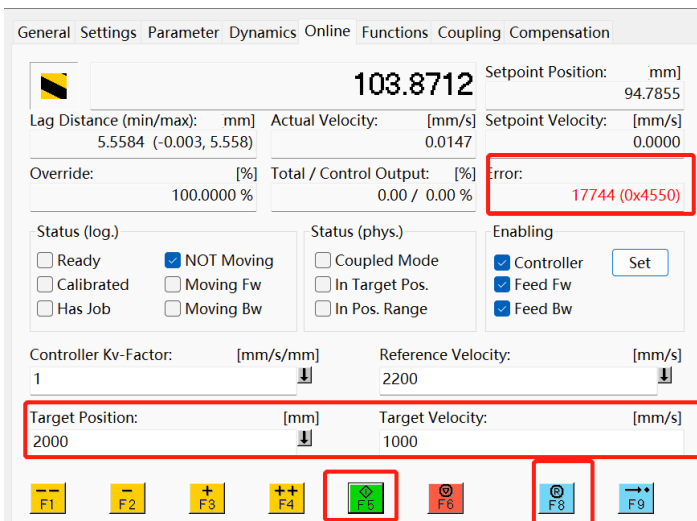 General Settings Parameter Dynamics Online Functions Coupling Compensation
103.8712
Setpoint Position: mm]
94.7855
Lag Distance (min/max): mm] Actual Velocity: [mm/s] Setpoint Velocity: [mm/s]
5.5584 (-0.003, 5.558) 0.0147 0.0000
Override: [%] Total / Control Output: [%] Error:
100.0000 % 0.00 / 0.00 % 17744 (0x4550)
Status (log.) Status (phys.) Enabling
Ready NOT Moving Coupled Mode Controller Set
Calibrated Moving Fw In Target Pos. Feed Fw
Has Job Moving Bw In Pos. Range Feed Bw
Controller Kv-Factor: [mm/s/mm] Reference Velocity: [mm/s]
1 2200
Target Position: [mm] Target Velocity: [mm/s]
2000 1000
-- - + ++ R
F1 F2 F3 F4 F5 F6 F8 F9